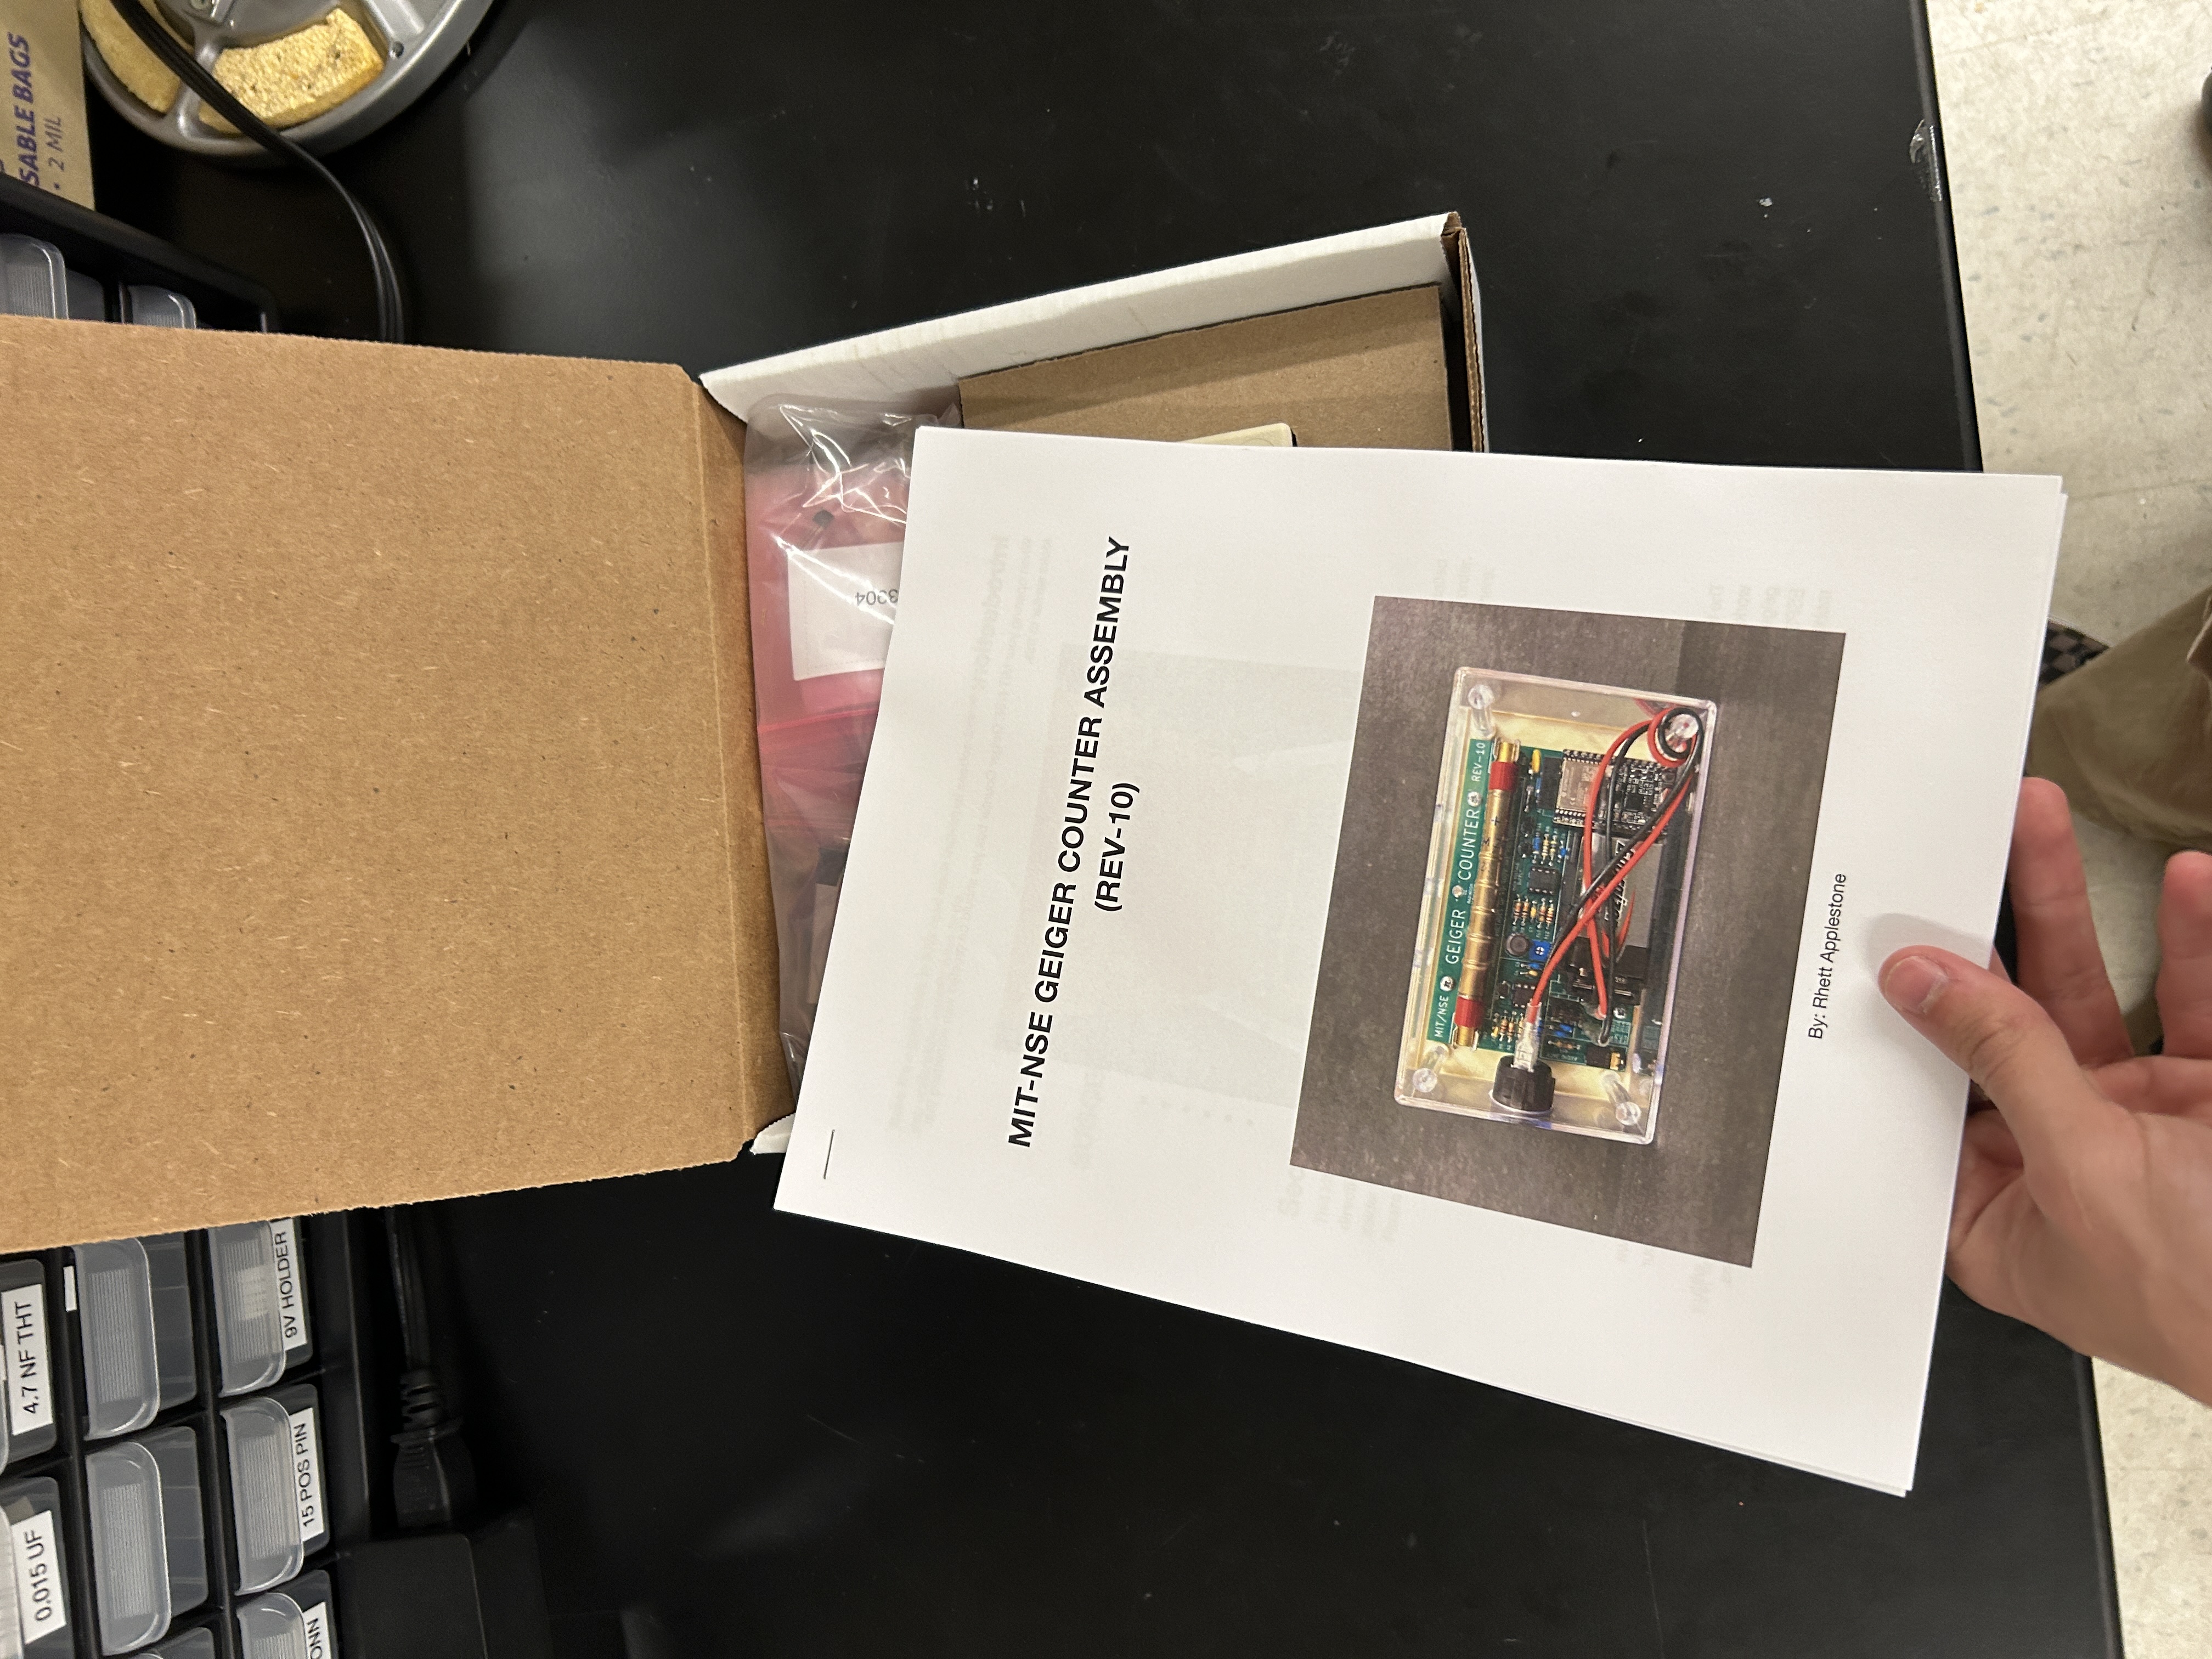 0.015 UF
4.7 NF THT
SABLE BAGS
• 2 MIL
ONN
15 POS PIN
9V HOLDER
3304
MIT-NSE GEIGER COUNTER ASSEMBLY
(REV-10)
MIT/NSE GEIGER COUNTER REV-10
By: Rhett Applestone